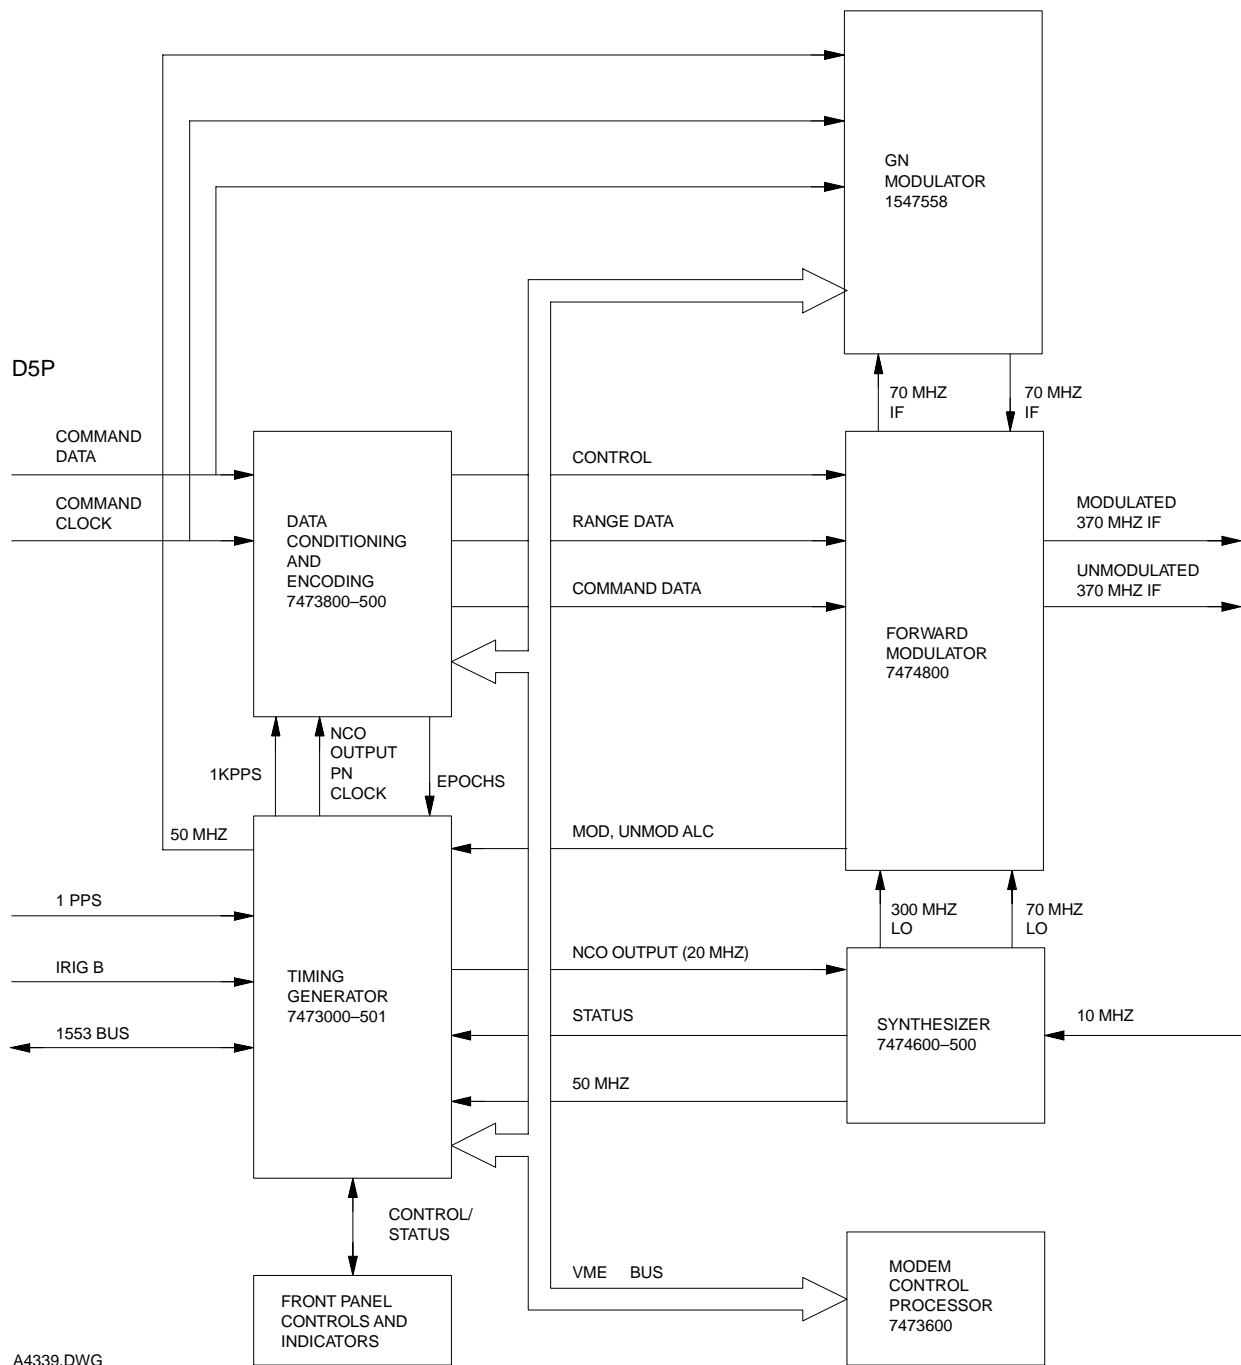 GN
MODULATOR
1547558
D5P
70 MHZ
IF
70 MHZ
IF
COMMAND
DATA
COMMAND
CLOCK
DATA
CONDITIONING
AND
ENCODING
7473800–500
CONTROL
RANGE DATA
COMMAND DATA
MODULATED
370 MHZ IF
UNMODULATED
370 MHZ IF
FORWARD
MODULATOR
7474800
1KPPS
NCO
OUTPUT
PN
CLOCK
EPOCHS
50 MHZ
MOD, UNMOD ALC
1 PPS
IRIG B
1553 BUS
TIMING
GENERATOR
7473000–501
300 MHZ
LO
70 MHZ
LO
NCO OUTPUT (20 MHZ)
STATUS
50 MHZ
SYNTHESIZER
7474600–500
10 MHZ
CONTROL/
STATUS
VME BUS
FRONT PANEL
CONTROLS AND
INDICATORS
MODEM
CONTROL
PROCESSOR
7473600
A4339.DWG